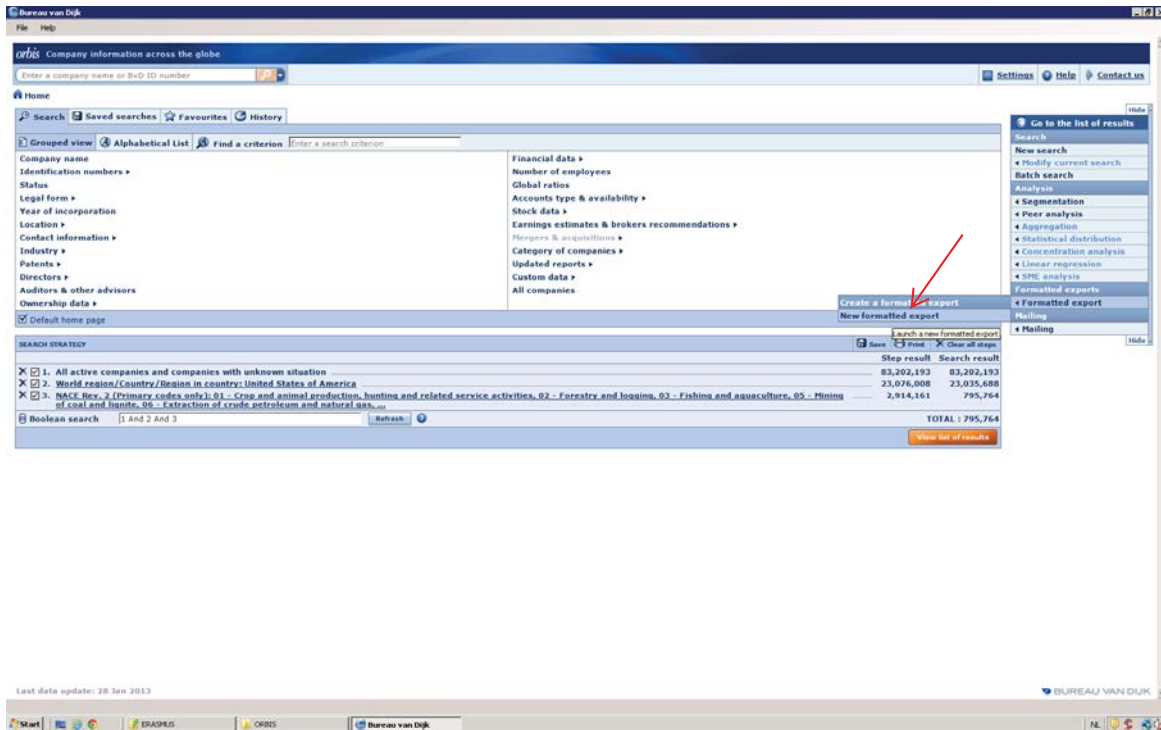 Bureau van Dijk
File Help
orbis Company information across the globe
Enter a company name or BvD ID number
Settings Help Contact us
Home
Hide
Search Saved searches Favourites History
Go to the list of results
Grouped view Alphabetical List Find a criterion Enter a search criterion
Company name
Identification numbers
Status
Legal form
Year of incorporation
Location
Contact information
Industry
Patents
Directors
Auditors & other advisors
Ownership data
Financial data
Number of employees
Global ratios
Accounts type & availability
Stock data
Earnings estimates & brokers recommendations
Mergers & acquisitions
Category of companies
Updated reports
Custom data
All companies
Search
New search
Modify current search
Batch search
Analysis
Segmentation
Peer analysis
Aggregation
Statistical distribution
Concentration analysis
Linear regression
SME analysis
Formatted exports
Formatted export
Mailing
Mailing
Hide
Create a formatted export
New formatted export
Launch a new formatted export
Default home page
SEARCH STRATEGY
Save Print Clear all steps
Step result Search result
1. All active companies and companies with unknown situation 83,202,193 83,202,193
2. World region/Country/Region in country: United States of America 23,076,008 23,035,688
3. NACE Rev. 2 (Primary codes only): 01 - Crop and animal production, hunting and related service activities, 02 - Forestry and logging, 03 - Fishing and aquaculture, 05 - Mining 2,914,161 795,764
of coal and lignite, 06 - Extraction of crude petroleum and natural gas, ...
Boolean search 1 And 2 And 3 Refresh TOTAL : 795,764
View list of results
Last data update: 28 Jan 2013
BUREAU VAN DIJK
Start ERASMUS ORBIS Bureau van Dijk NL